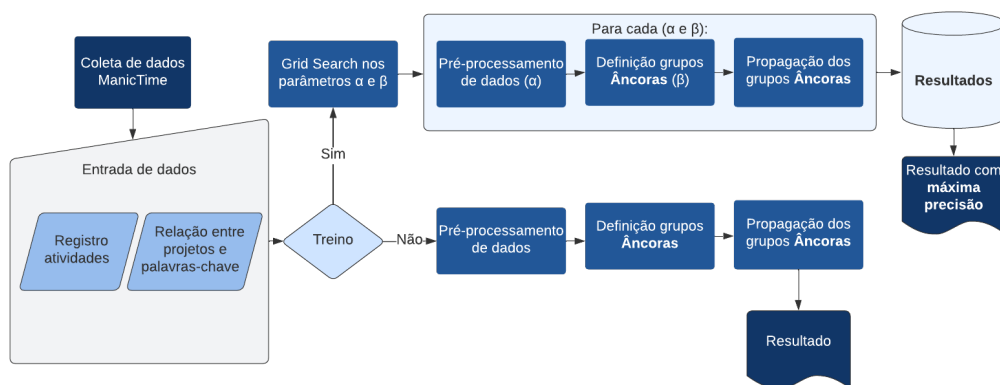 Coleta de dados
ManicTime
Entrada de dados
Registro
atividades
Relação entre
projetos e
palavras-chave
Treino
Sim
Grid Search nos
parâmetros α e β
Para cada (α e β):
Pré-processamento
de dados (α)
Definição grupos
Âncoras (β)
Propagação dos
grupos Âncoras
Resultados
Resultado com
máxima
precisão
Não
Pré-processamento
de dados
Definição grupos
Âncoras
Propagação dos
grupos Âncoras
Resultado